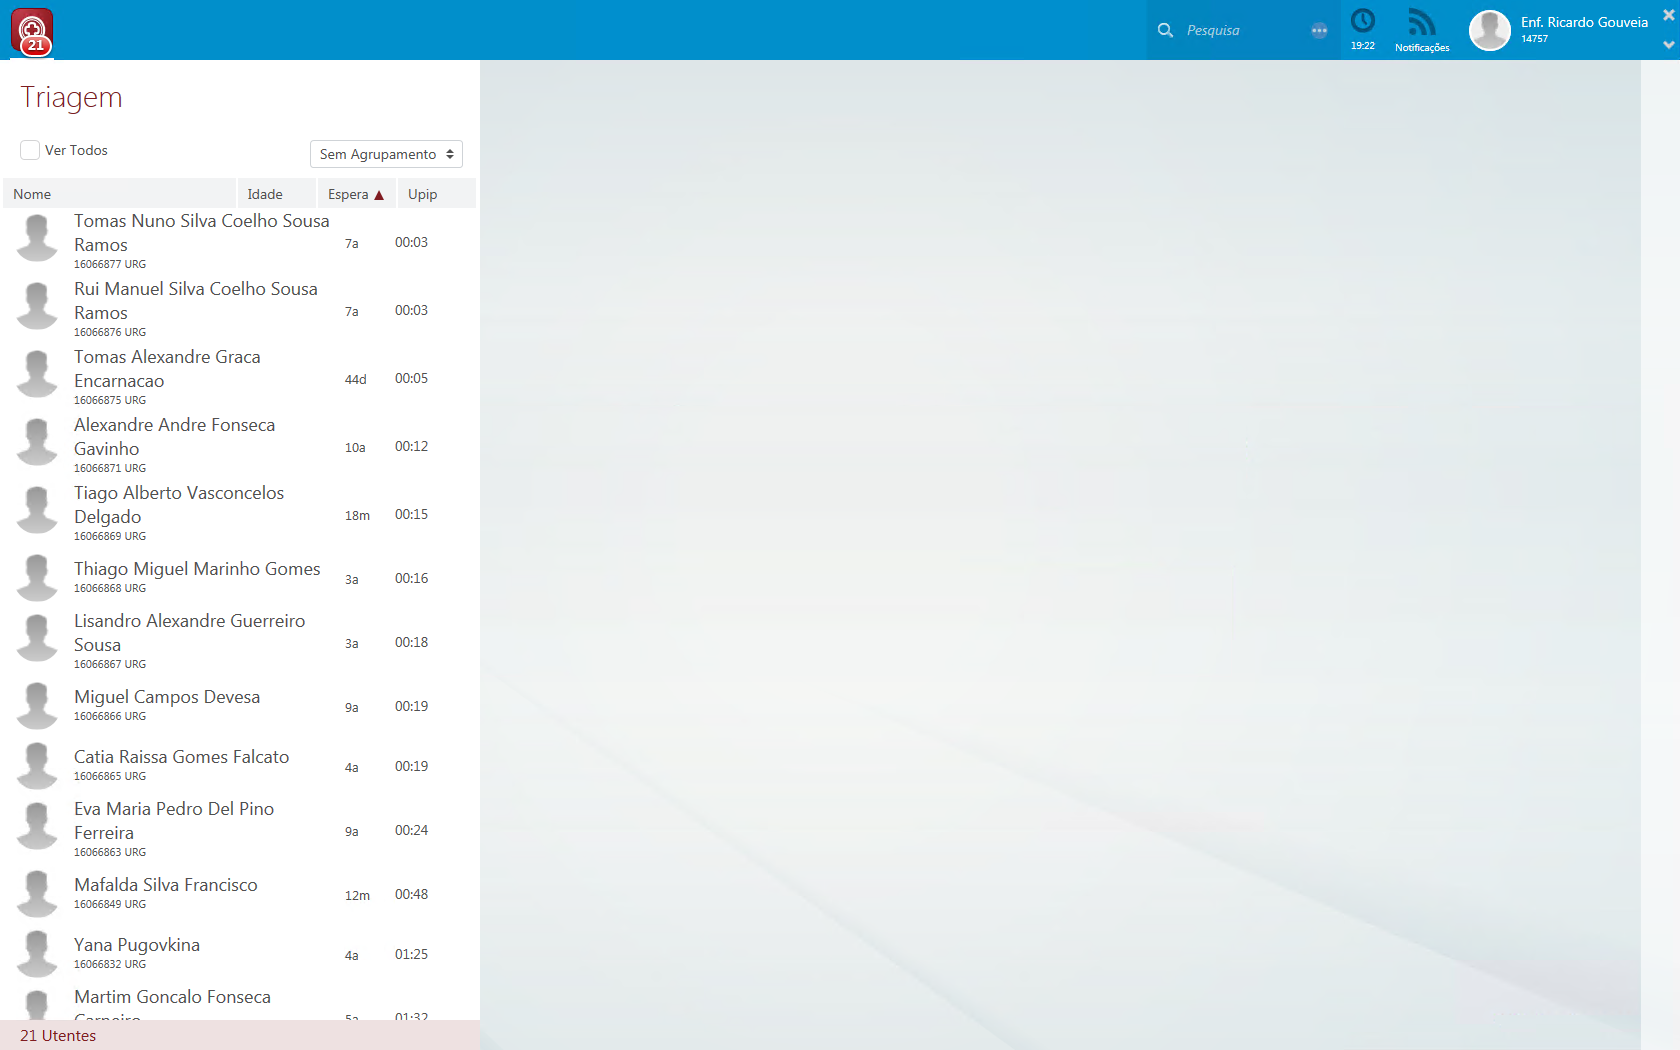 21
Pesquisa
19:22
Notificações
Enf. Ricardo Gouveia
14757
Triagem
Ver Todos
Sem Agrupamento
Nome Idade Espera Upip
Tomas Nuno Silva Coelho Sousa
Ramos
16066877 URG
7a 00:03
Rui Manuel Silva Coelho Sousa
Ramos
16066876 URG
7a 00:03
Tomas Alexandre Graca
Encarnacao
16066875 URG
44d 00:05
Alexandre Andre Fonseca
Gavinho
16066871 URG
10a 00:12
Tiago Alberto Vasconcelos
Delgado
16066869 URG
18m 00:15
Thiago Miguel Marinho Gomes
16066868 URG
3a 00:16
Lisandro Alexandre Guerreiro
Sousa
16066867 URG
3a 00:18
Miguel Campos Devesa
16066866 URG
9a 00:19
Catia Raissa Gomes Falcato
16066865 URG
4a 00:19
Eva Maria Pedro Del Pino
Ferreira
16066863 URG
9a 00:24
Mafalda Silva Francisco
16066849 URG
12m 00:48
Yana Pugovkina
16066832 URG
4a 01:25
Martim Goncalo Fonseca
Carneiro
5a 01:32
21 Utentes